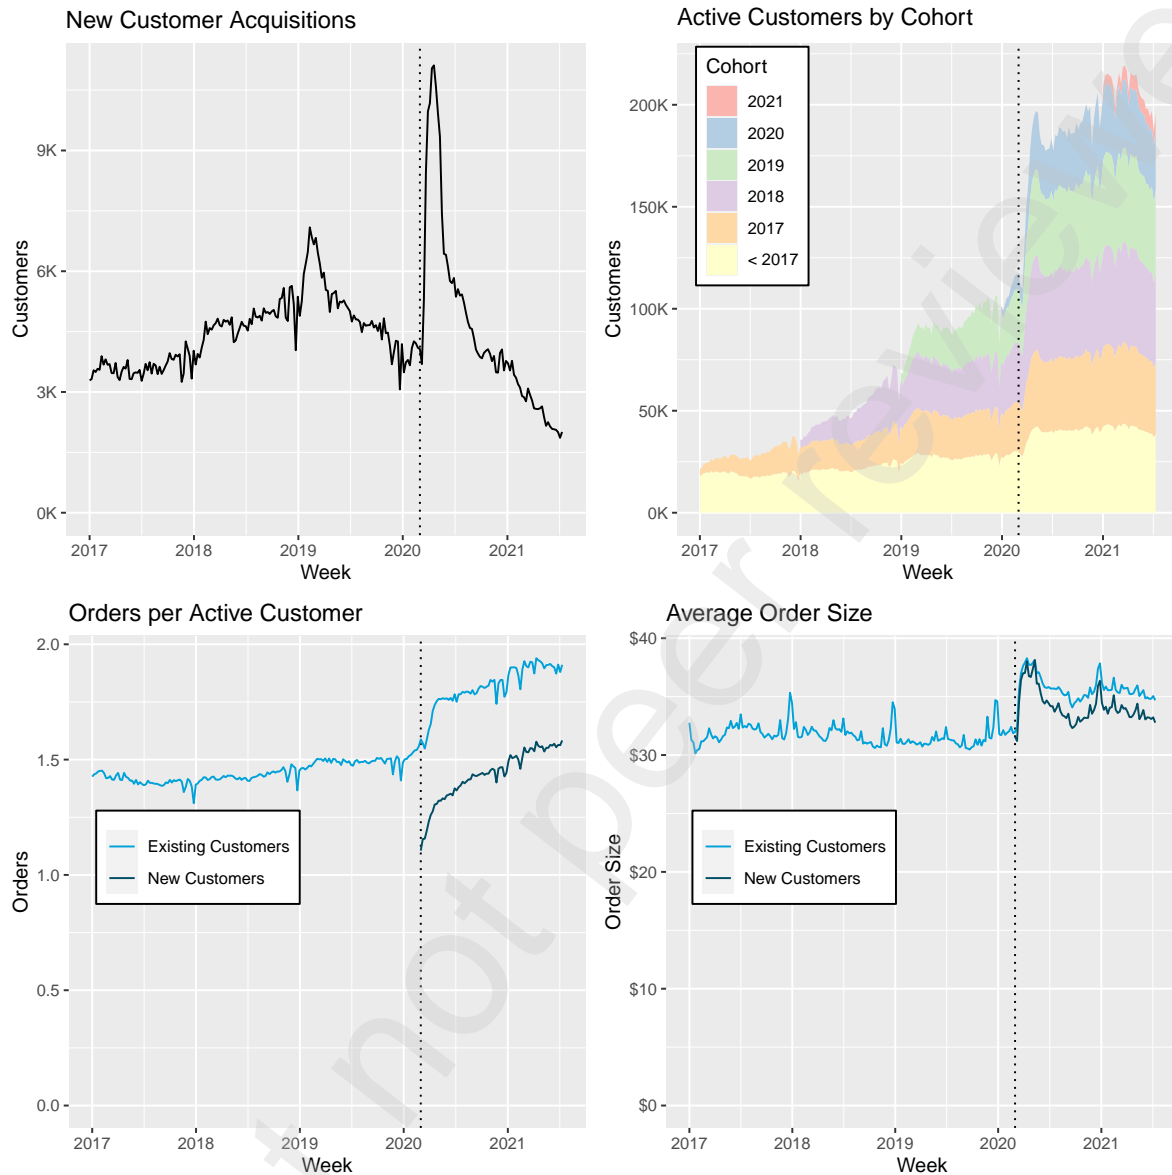 New Customer Acquisitions
9K
6K
3K
0K
Customers
2017 2018 2019 2020 2021
Week
Active Customers by Cohort
Cohort
2021
2020
2019
2018
2017
< 2017
200K
150K
100K
50K
0K
Customers
2017 2018 2019 2020 2021
Week
Orders per Active Customer
2.0
1.5
1.0
0.5
0.0
Orders
Existing Customers
New Customers
2017 2018 2019 2020 2021
Week
Average Order Size
$40
$30
$20
$10
$0
Order Size
Existing Customers
New Customers
2017 2018 2019 2020 2021
Week
not peer review